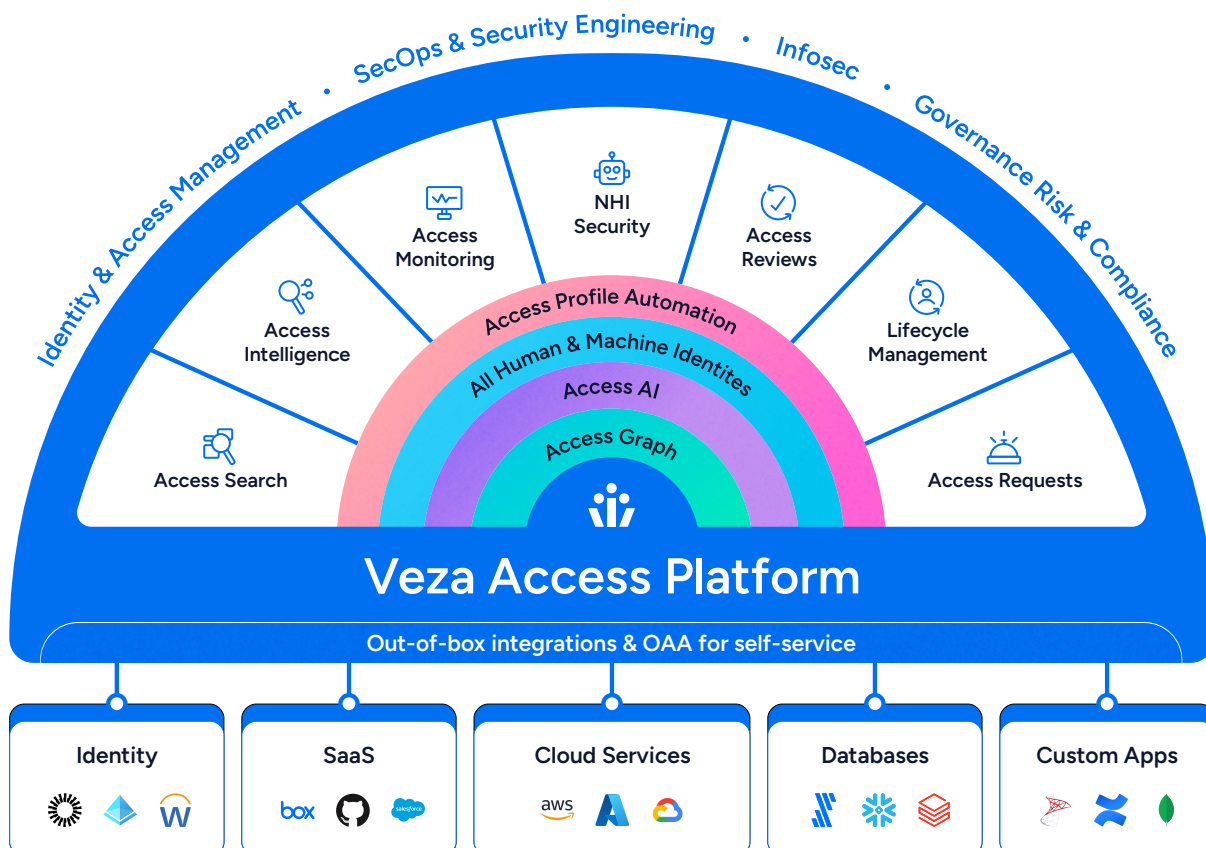 Identity & Access Management • SecOps & Security Engineering • Infosec • Governance Risk & Compliance
Access Search
Access
Intelligence
Access
Monitoring
NHI
Security
Access
Reviews
Lifecycle
Management
Access Requests
Access Profile Automation
All Human & Machine Identites
Access AI
Access Graph
Veza Access Platform
Out-of-box integrations & OAA for self-service
Identity
SaaS
Cloud Services
Databases
Custom Apps
W
box
salesforce
aws